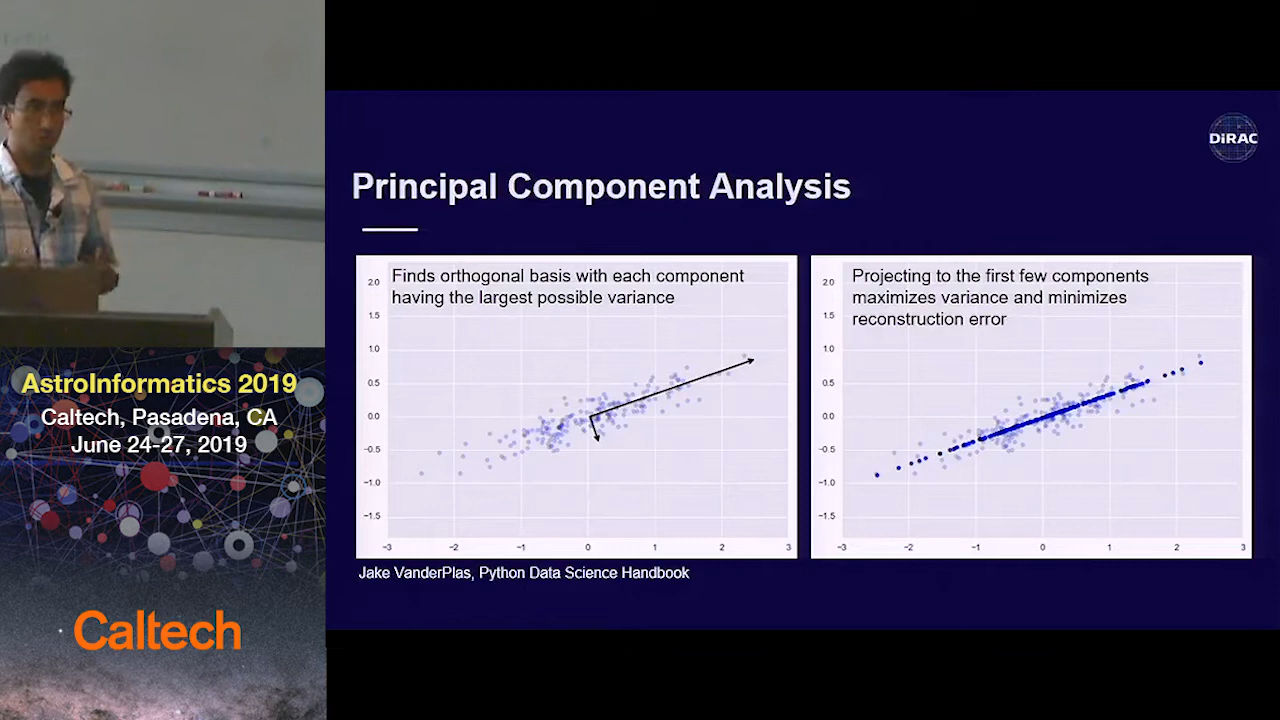 DiRAC
Principal Component Analysis
Finds orthogonal basis with each component
having the largest possible variance
2.0
1.5
1.0
0.5
0.0
−0.5
−1.0
−1.5
−3
−2
−1
0
1
2
3
Projecting to the first few components
maximizes variance and minimizes
reconstruction error
2.0
1.5
1.0
0.5
0.0
−0.5
−1.0
−1.5
−3
−2
−1
0
1
2
3
Jake VanderPlas, Python Data Science Handbook
AstroInformatics 2019
Caltech, Pasadena, CA
June 24-27, 2019
Caltech